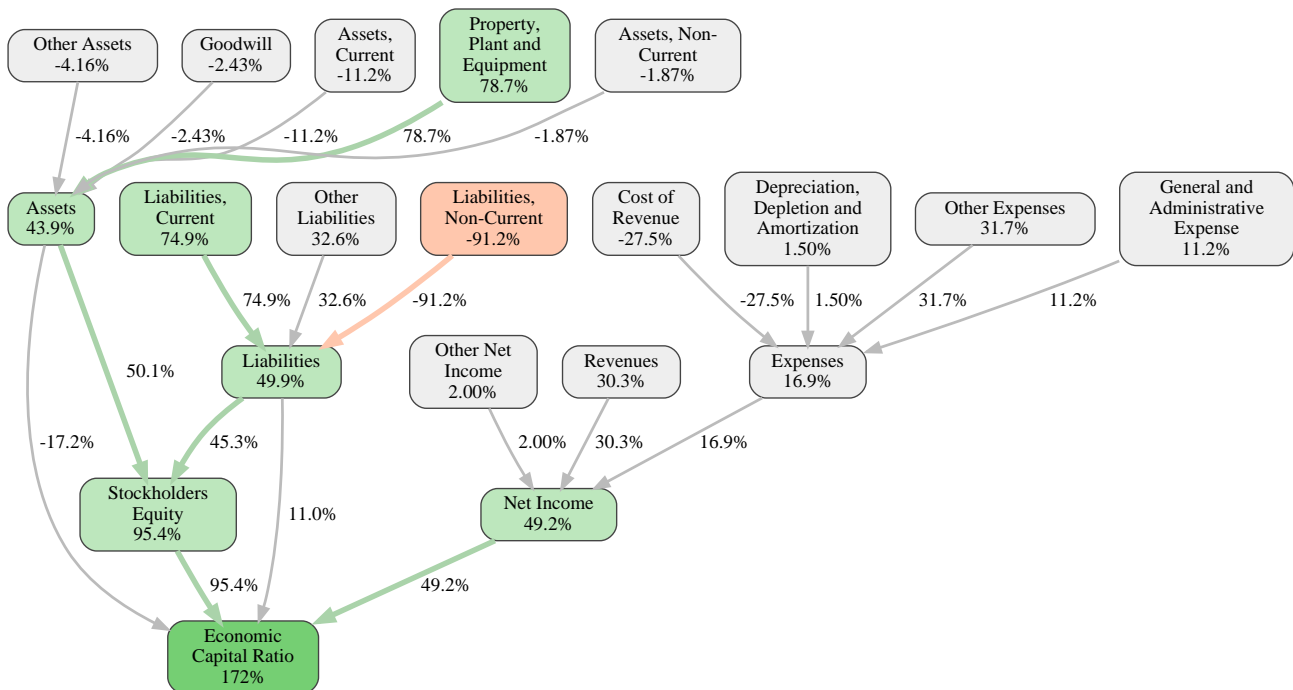 Other Assets
-4.16%
Goodwill
-2.43%
Assets,
Current
-11.2%
Property,
Plant and
Equipment
78.7%
Assets, Non-
Current
-1.87%
-4.16%
-2.43%
-11.2%
78.7%
-1.87%
Assets
43.9%
Liabilities,
Current
74.9%
Other
Liabilities
32.6%
Liabilities,
Non-Current
-91.2%
Cost of
Revenue
-27.5%
Depreciation,
Depletion and
Amortization
1.50%
Other Expenses
31.7%
General and
Administrative
Expense
11.2%
74.9%
32.6%
-91.2%
-27.5%
1.50%
31.7%
11.2%
50.1%
Liabilities
49.9%
Other Net
Income
2.00%
Revenues
30.3%
Expenses
16.9%
-17.2%
45.3%
2.00%
30.3%
16.9%
Stockholders
Equity
95.4%
11.0%
Net Income
49.2%
95.4%
49.2%
Economic
Capital Ratio
172%